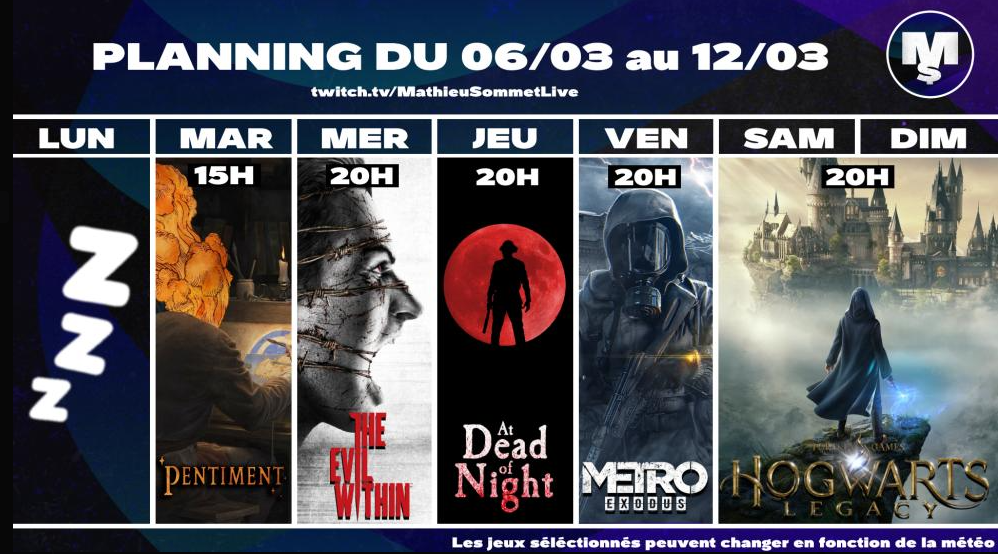 PLANNING DU 06/03 au 12/03
twitch.tv/MathieuSommetLive
MS
LUN
MAR
MER
JEU
VEN
SAM
DIM
15H
20H
20H
20H
20H
Z
Z
Z
PENTIMENT
THE
EVIL
WITHIN
At
Dead
of
Night
METRO
EXODUS
HOGWARTS
LEGACY
Les jeux séléctionnés peuvent changer en fonction de la météo